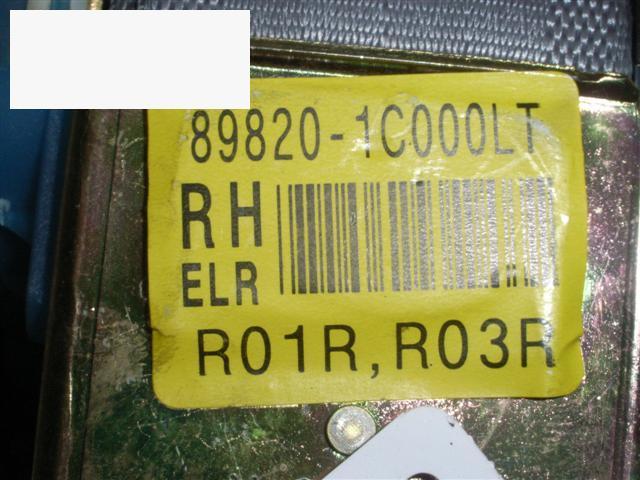 89820-1C000LT
RH
ELR
R01R, R03R